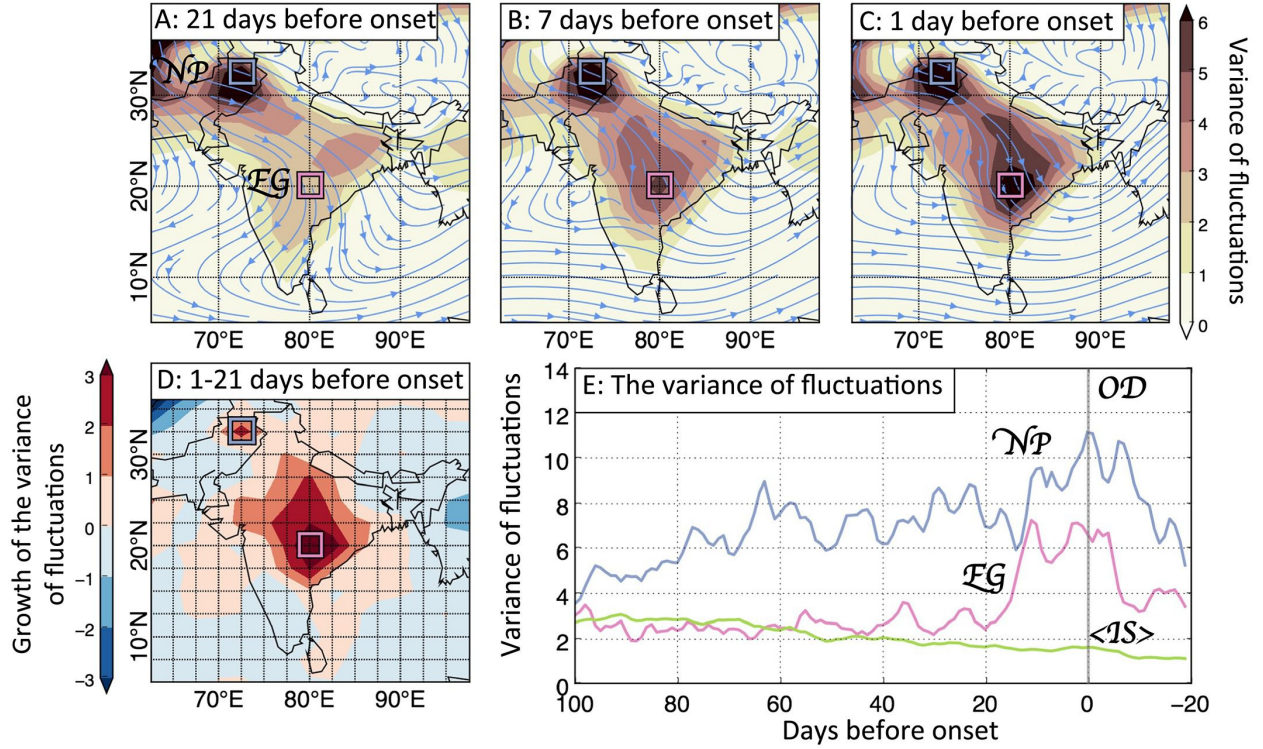 A: 21 days before onset
B: 7 days before onset
C: 1 day before onset
NP
EG
30°N
20°N
10°N
70°E 80°E 90°E
70°E 80°E 90°E
70°E 80°E 90°E
6
5
4
3
2
1
0
Variance of fluctuations
D: 1-21 days before onset
3
2
1
0
−1
−2
−3
Growth of the variance
of fluctuation
30°N
20°N
10°N
70°E 80°E 90°E
E: The variance of fluctuations
OD
NP
EG
<IS>
14
12
10
8
6
4
2
0
Variance of fluctuations
100 80 60 40 20 0 −20
Days before onset